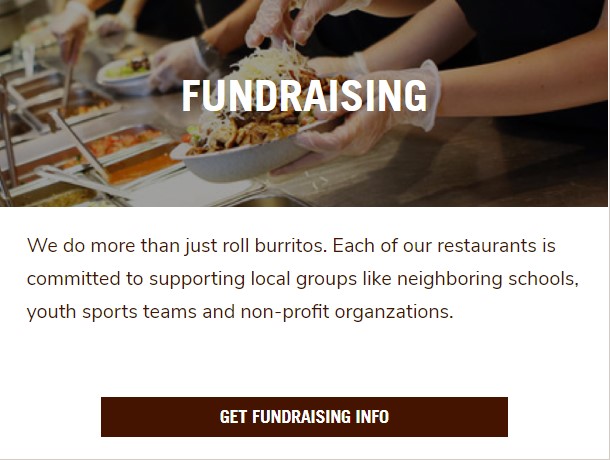 FUNDRAISING
We do more than just roll burritos. Each of our restaurants is
committed to supporting local groups like neighboring schools,
youth sports teams and non-profit organzations.
GET FUNDRAISING INFO